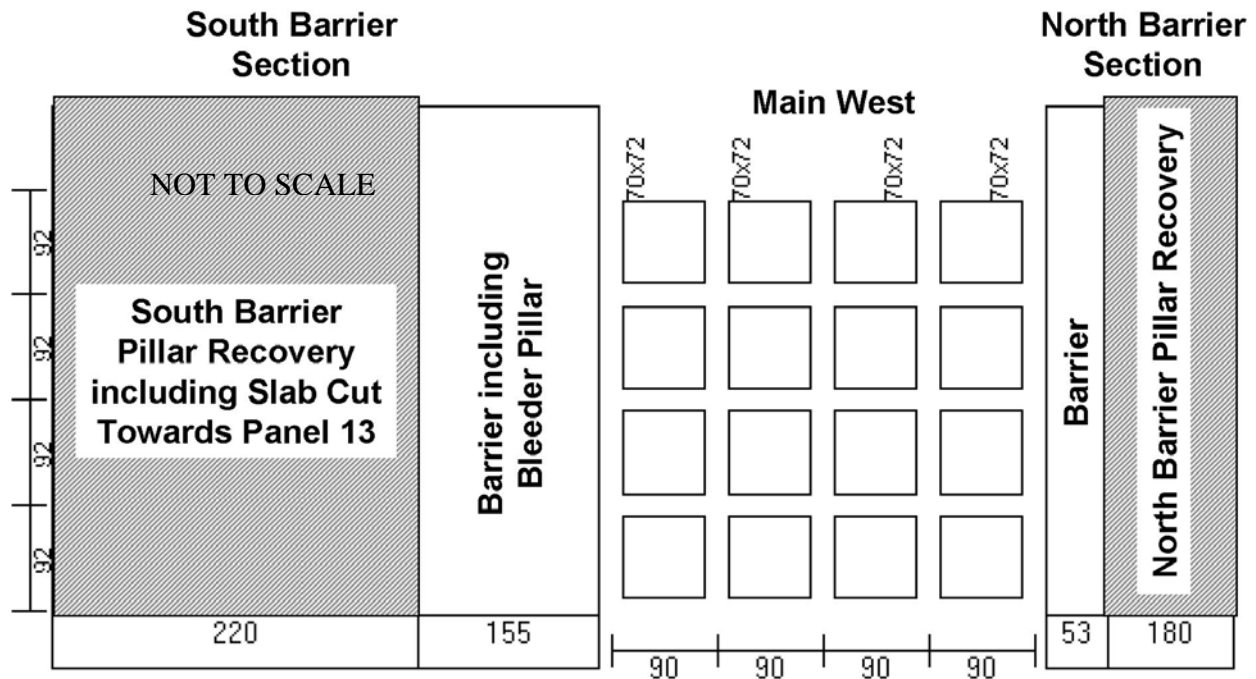 South Barrier
Section
North Barrier
Section
Main West
70x72
70x72
70x72
70x72
NOT TO SCALE
92
92
92
92
South Barrier
Pillar Recovery
including Slab Cut
Towards Panel 13
Barrier including
Bleeder Pillar
Barrier
North Barrier Pillar Recovery
220
155
90
90
90
90
53
180